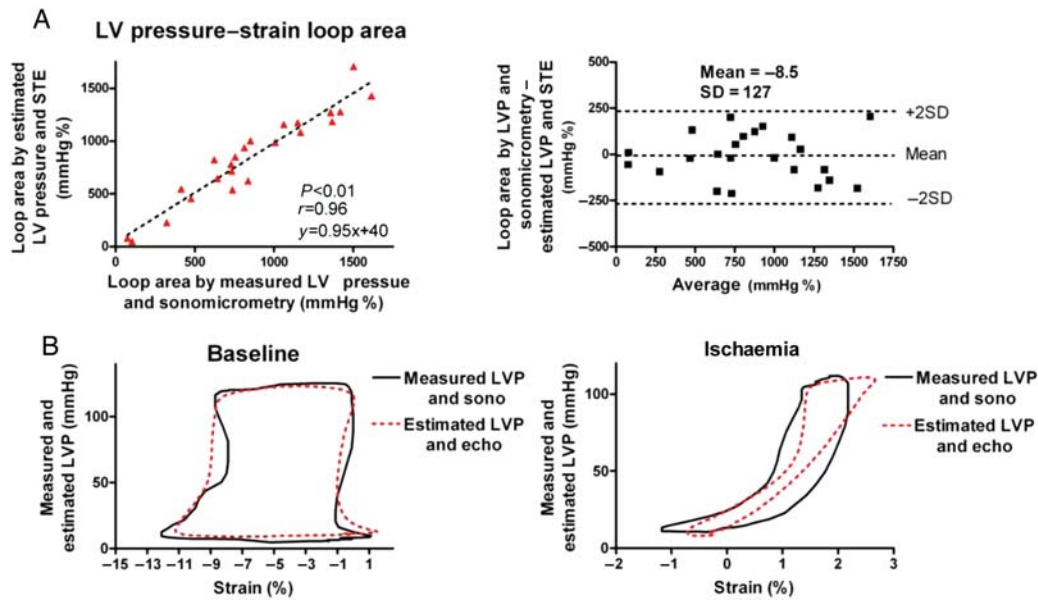 A
LV pressure–strain loop area
Loop area by estimated
LV pressure and STE
(mmHg %)
1500
1000
500
0
0
500
1000
1500
P<0.01
r=0.96
y=0.95x+40
Loop area by measured LV pressue
and sonomicrometry (mmHg %)
Loop area by LVP and
sonomicrometry –
estimated LVP and STE
(mmHg %)
500
250
0
−250
−500
Mean = −8.5
SD = 127
+2SD
Mean
−2SD
0
250
500
750
1000
1250
1500
1750
Average (mmHg %)
B
Baseline
Measured and
estimated LVP (mmHg)
100
50
0
−15
−13
−11
−9
−7
−5
−3
−1
1
Strain (%)
Measured LVP
and sono
Estimated LVP
and echo
Ischaemia
Measured and
estimated LVP (mmHg)
100
50
0
−2
−1
0
1
2
3
Strain (%)
Measured LVP
and sono
Estimated LVP
and echo